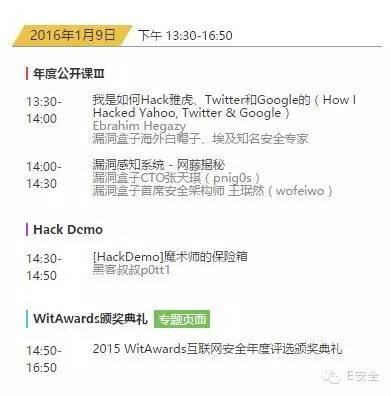 2016年1月9日 下午 13:30-16:50
年度公开课Ⅲ
13:30-14:00
我是如何Hack雅虎、Twitter和Google的（How I
Hacked Yahoo, Twitter & Google）
Ebrahim Hegazy
漏洞盒子海外白帽子、埃及知名安全专家
14:00-14:30
漏洞感知系统 - 网藤揭秘
漏洞盒子CTO张天琪（pnig0s）
漏洞盒子首席安全架构师 王珉然（wofeiwo）
Hack Demo
14:30-14:50
[HackDemo]魔术师的保险箱
黑客叔叔p0tt1
WitAwards颁奖典礼 专题页面
14:50-16:50
2015 WitAwards互联网安全年度评选颁奖典礼
E安全